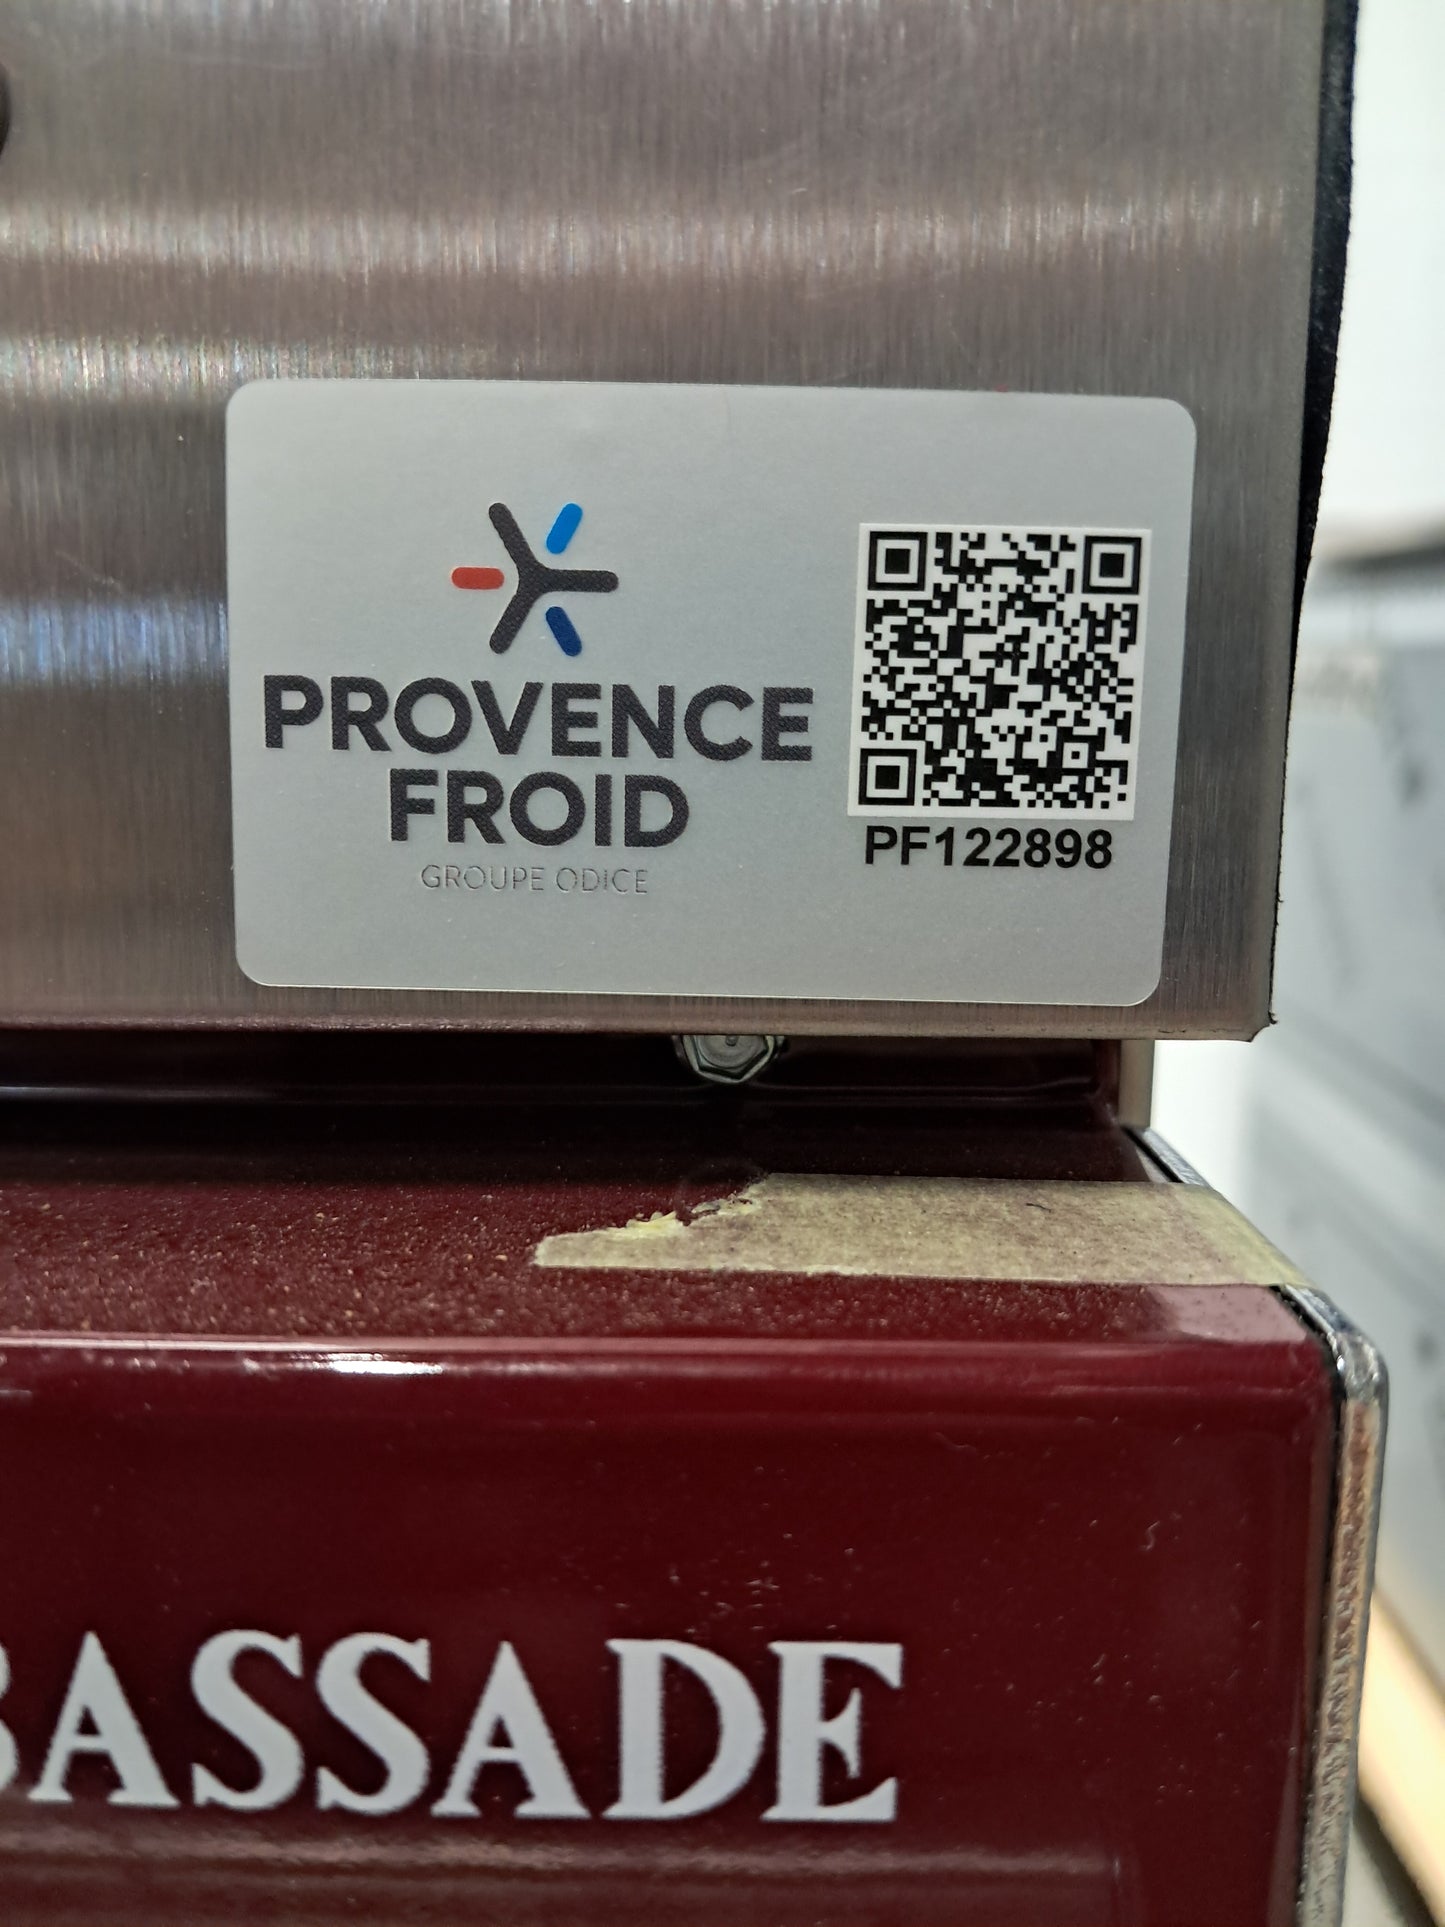 PROVENCE
FROID
GROUPE ODICE
PF122898
BASSADE